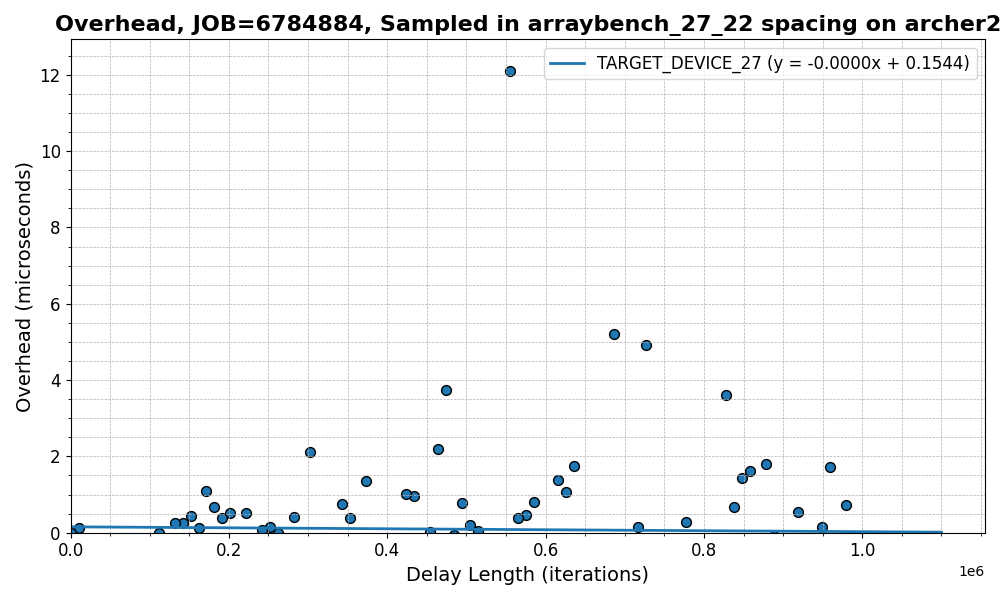 Overhead, JOB=6784884, Sampled in arraybench_27_22 spacing on archer2
TARGET_DEVICE_27 (y = -0.0000x + 0.1544)
Overhead (microseconds)
12
10
8
6
4
2
0
0.0 0.2 0.4 0.6 0.8 1.0
1e6
Delay Length (iterations)